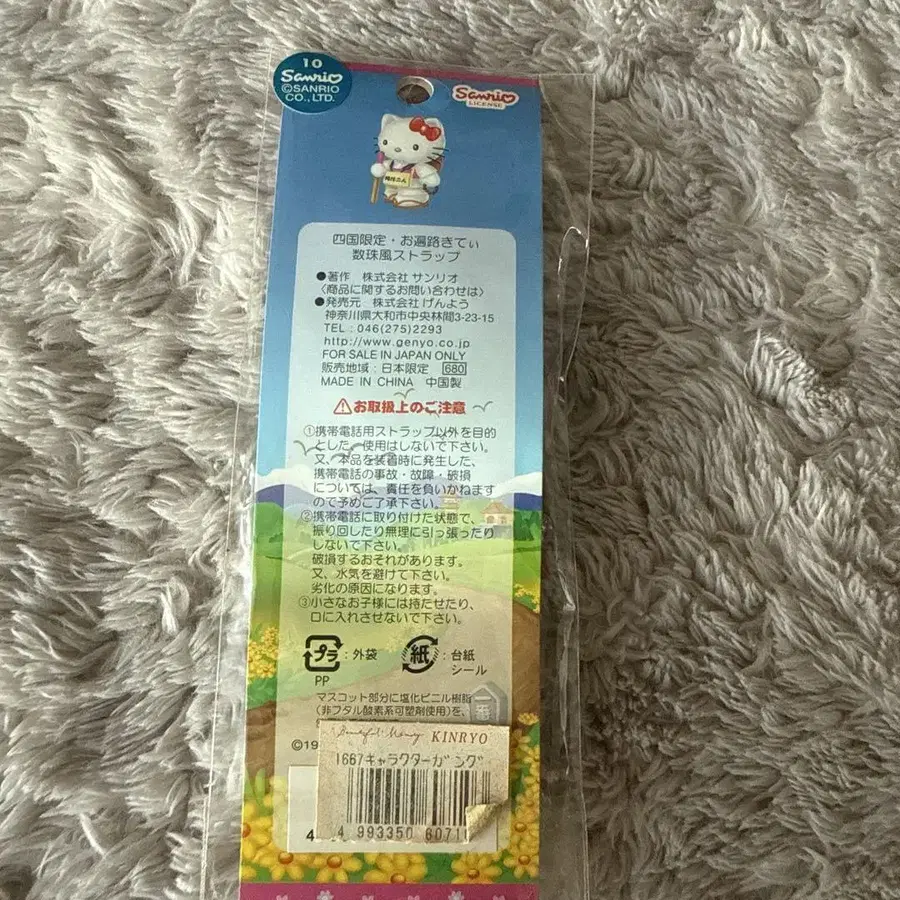 10
Sanrio
©SANRIO
CO., LTD.
Sanrio
LICENSE
四国限定・お遍路きてぃ
数珠風ストラップ
●著作 株式会社 サンリオ
〈商品に関するお問い合わせは〉
●発売元 株式会社 げんよう
神奈川県大和市中央林間3-23-15
TEL:046(275)2293
http://www.genyo.co.jp
FOR SALE IN JAPAN ONLY
販売地域:日本限定 680
MADE IN CHINA 中国製
⚠お取扱上のご注意
①携帯電話用ストラップ以外を目的
とした、使用はしないで下さい。
又、本品を装着時に発生した、
携帯電話の事故・故障・破損
については、責任を負いかねます
ので予めご了承下さい。
②携帯電話に取り付けた状態で、
振り回したり無理に引っ張ったり
しないで下さい。
破損するおそれがあります。
又、水気を避けて下さい。
劣化の原因になります。
③小さなお子様には持たせたり、
口に入れさせないで下さい。
プラ:外袋
PP
紙:台紙
シール
マスコット部分に塩化ビニル樹脂
(非フタル酸素系可塑剤使用)を、
©19
KINRYO
1667キャラクターガング
4
4 993350 6071